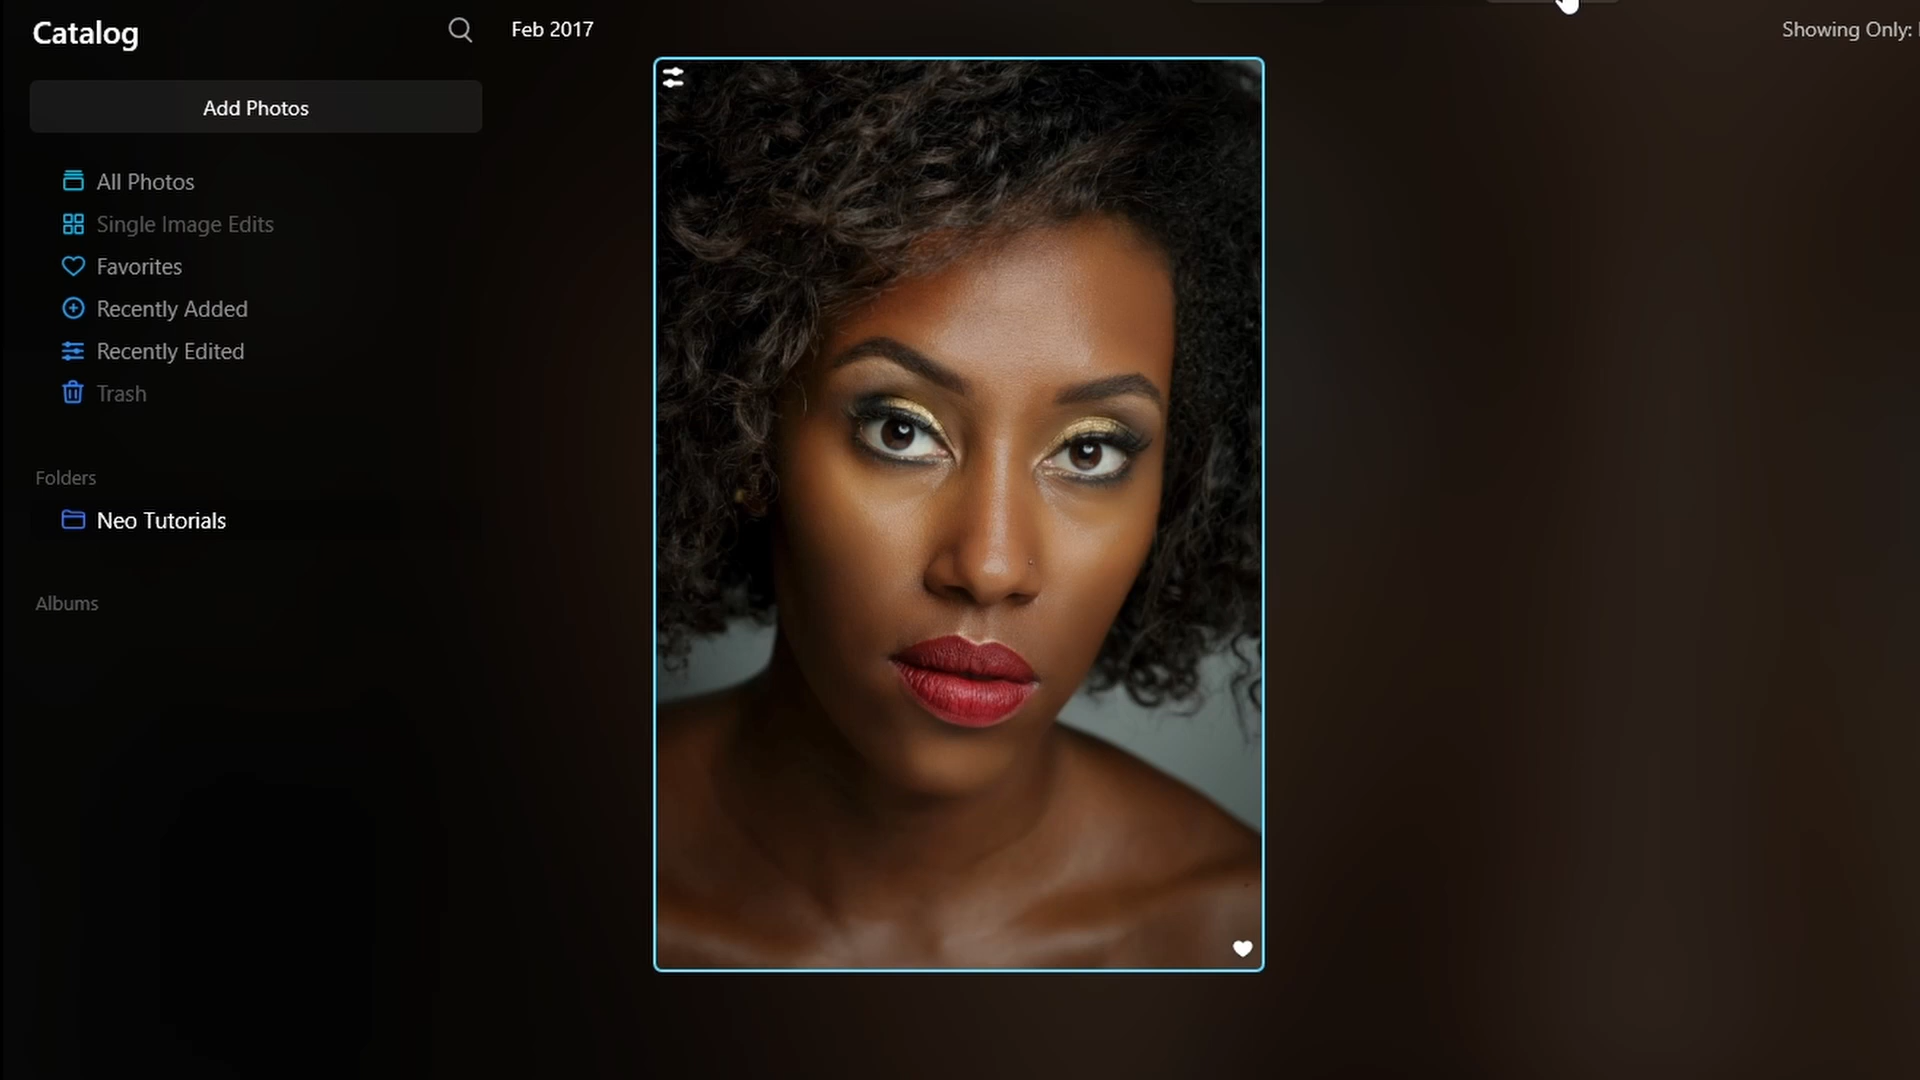 Catalog
Feb 2017
Showing Only:
Add Photos
All Photos
Single Image Edits
Favorites
Recently Added
Recently Edited
Trash
Folders
Neo Tutorials
Albums